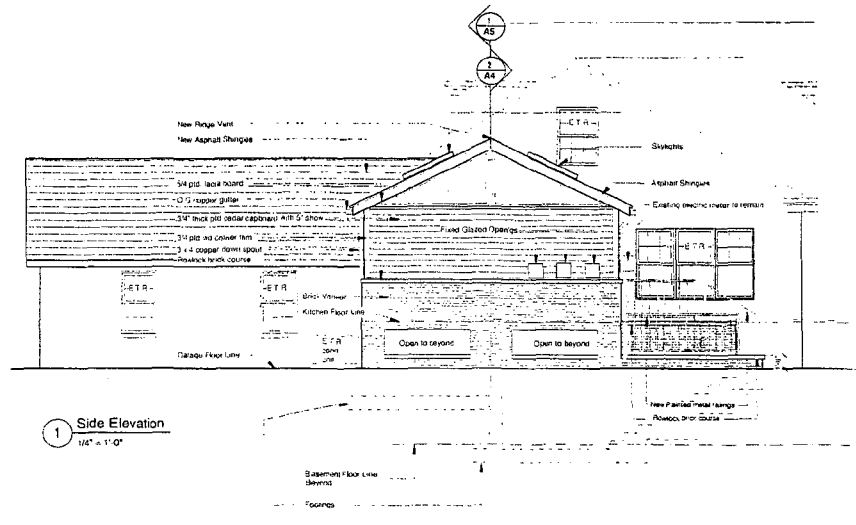 1
A5
2
A4
New Ridge Vent
New Asphalt Shingles
E T R
Skylights
Asphalt Shingles
5/4 ptd. facia board
O G copper gutter
Existing electric meter to remain
3/4" thick ptd cedar clapboard with 5" show
Fixed Glazed Openings
5/4 ptd wd corner trim
3 x 4 copper down spout
Rowlock brick course
E T R
E T R
E T R
Brick Veneer
Kitchen Floor Line
E T R
Open to beyond
Open to beyond
Garage Floor Line
New Painted metal railings
Rowlock brick course
1
Side Elevation
1/4" = 1'-0"
Basement Floor Line
Beyond
Footings